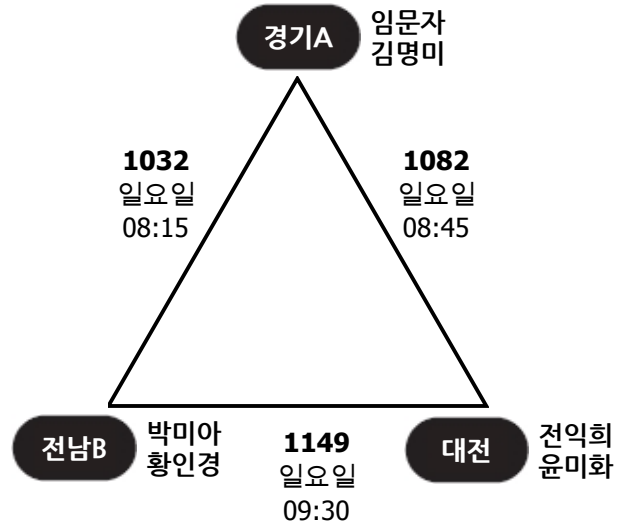 경기A
임문자
김명미
1032
일요일
08:15
1082
일요일
08:45
전남B
박미아
황인경
1149
일요일
09:30
대전
전익희
윤미화